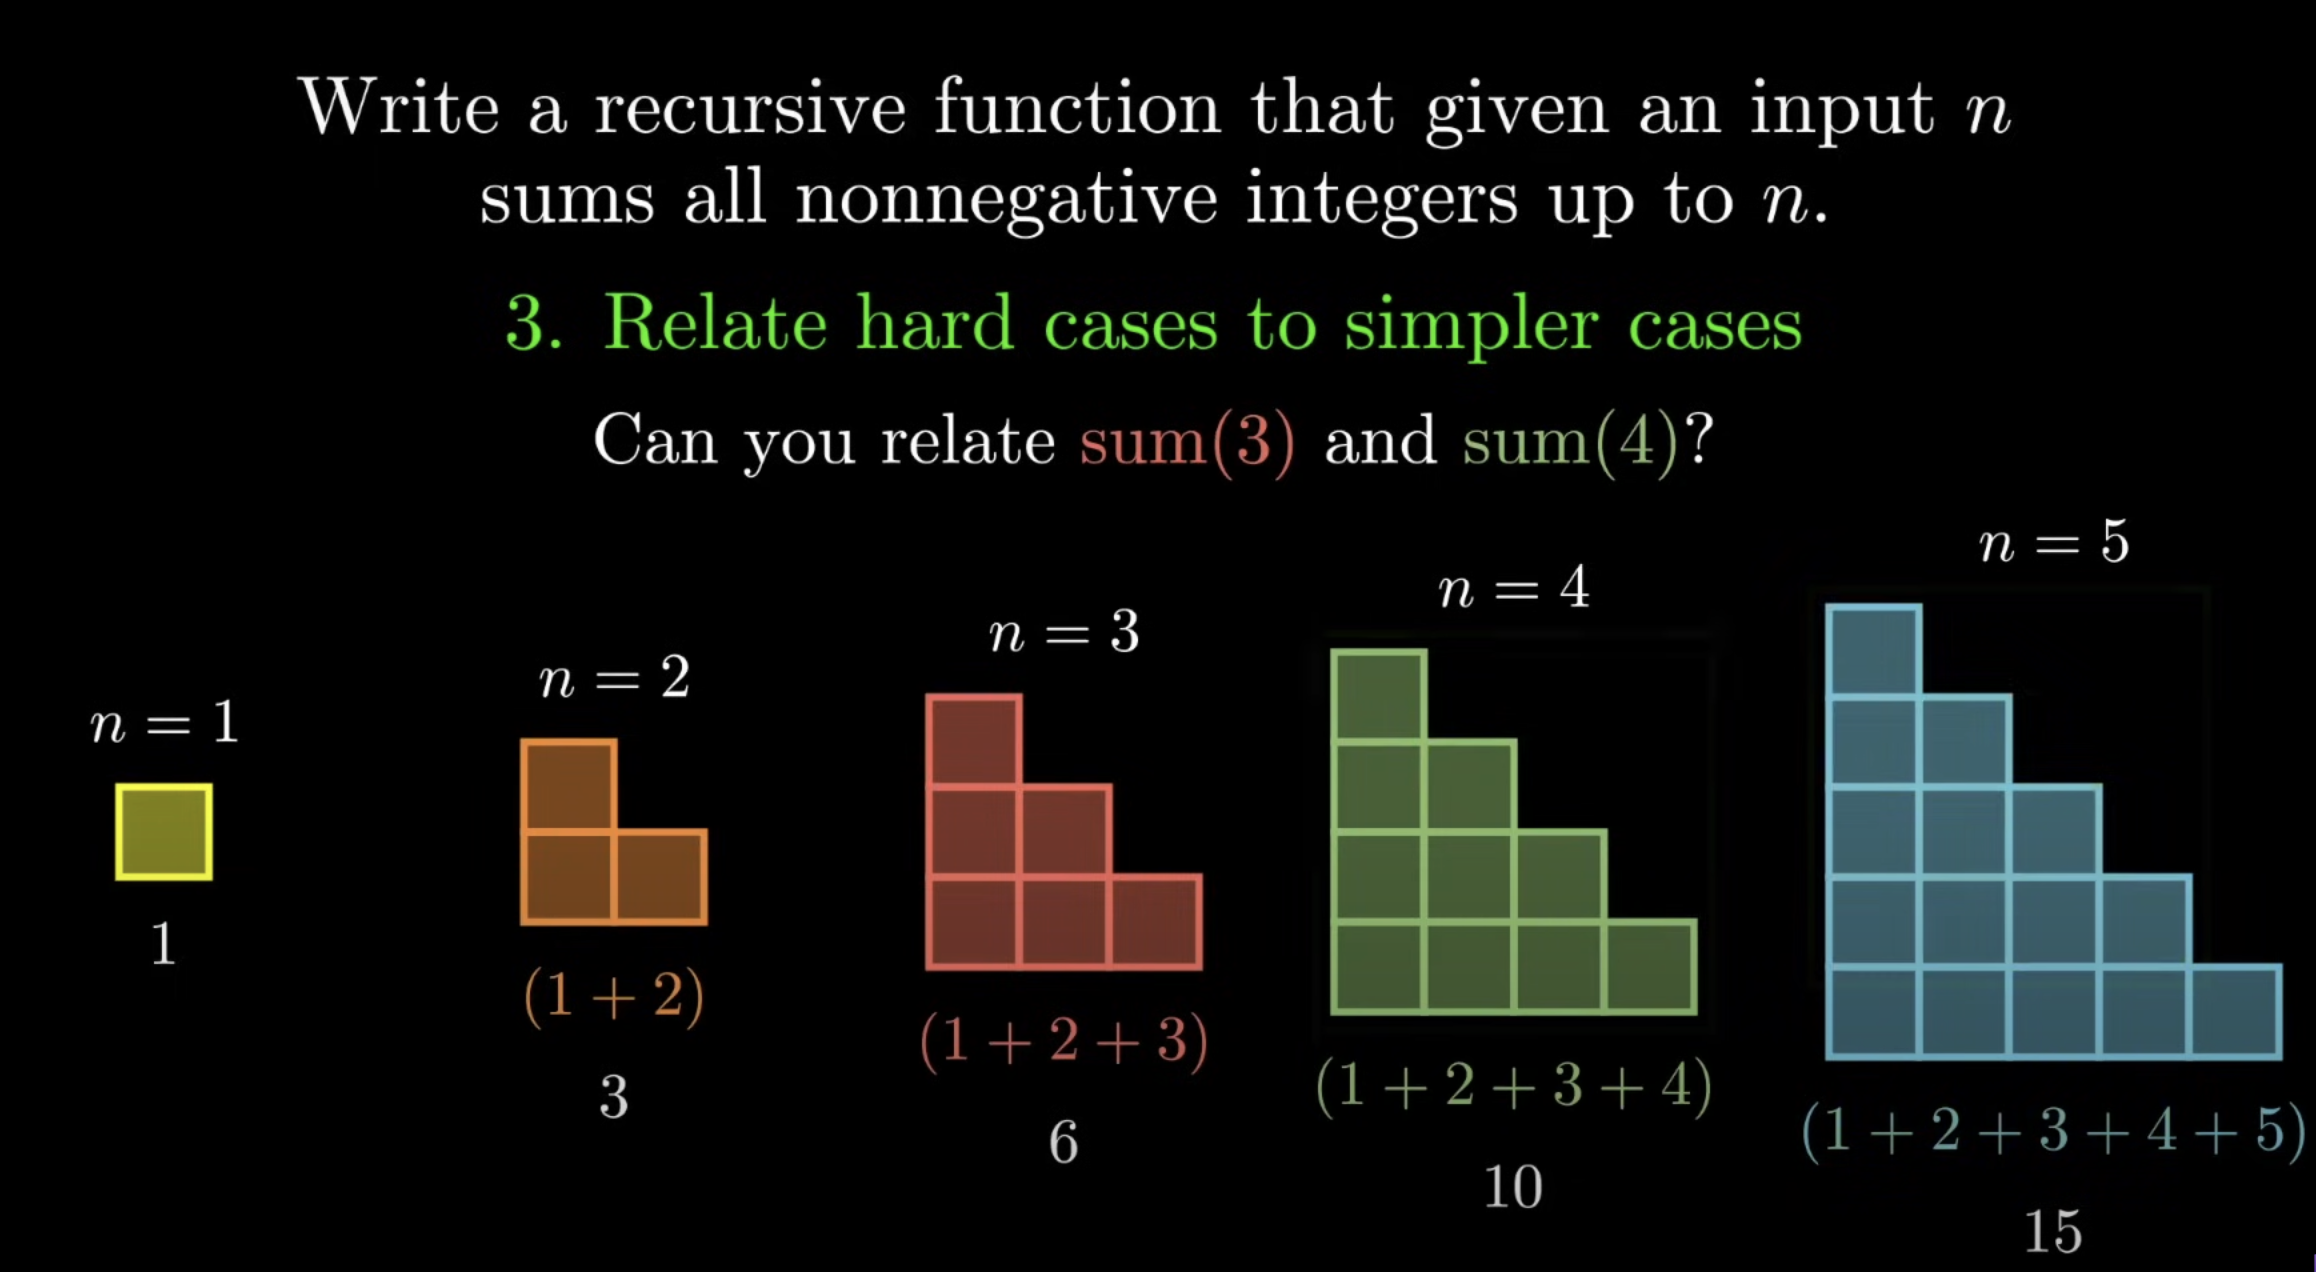 Write a recursive function that given an input n
sums all nonnegative integers up to n.
3. Relate hard cases to simpler cases
Can you relate sum(3) and sum(4)?
n = 1
1
n = 2
(1 + 2)
3
n = 3
(1 + 2 + 3)
6
n = 4
(1 + 2 + 3 + 4)
10
n = 5
(1 + 2 + 3 + 4 + 5)
15